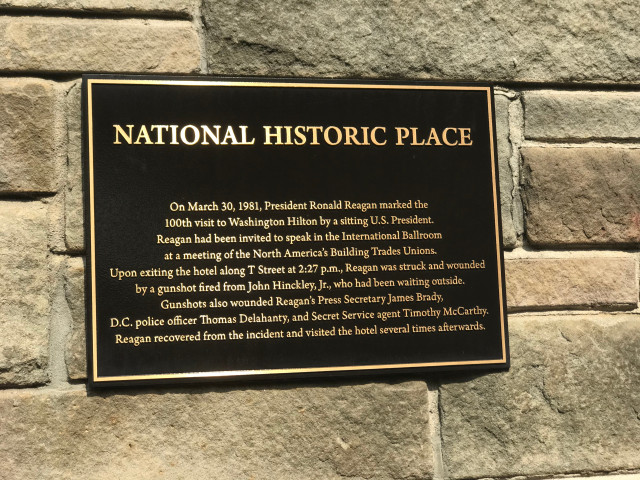 NATIONAL HISTORIC PLACE
On March 30, 1981, President Ronald Reagan marked the
100th visit to Washington Hilton by a sitting U.S. President.
Reagan had been invited to speak in the International Ballroom
at a meeting of the North America's Building Trades Unions.
Upon exiting the hotel along T Street at 2:27 p.m., Reagan was struck and wounded
by a gunshot fired from John Hinckley, Jr., who had been waiting outside.
Gunshots also wounded Reagan's Press Secretary James Brady,
D.C. police officer Thomas Delahanty, and Secret Service agent Timothy McCarthy.
Reagan recovered from the incident and visited the hotel several times afterwards.